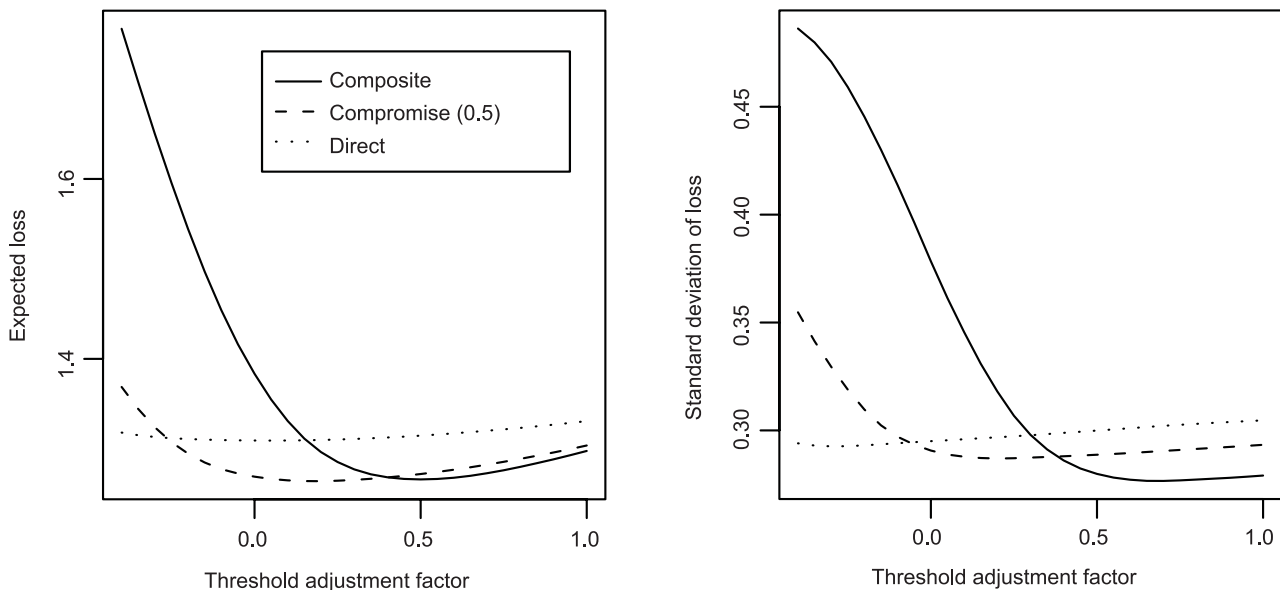 Expected loss
1.6
1.4
Composite
Compromise (0.5)
Direct
0.0 0.5 1.0
Threshold adjustment factor
Standard deviation of loss
0.45
0.40
0.35
0.30
0.0 0.5 1.0
Threshold adjustment factor